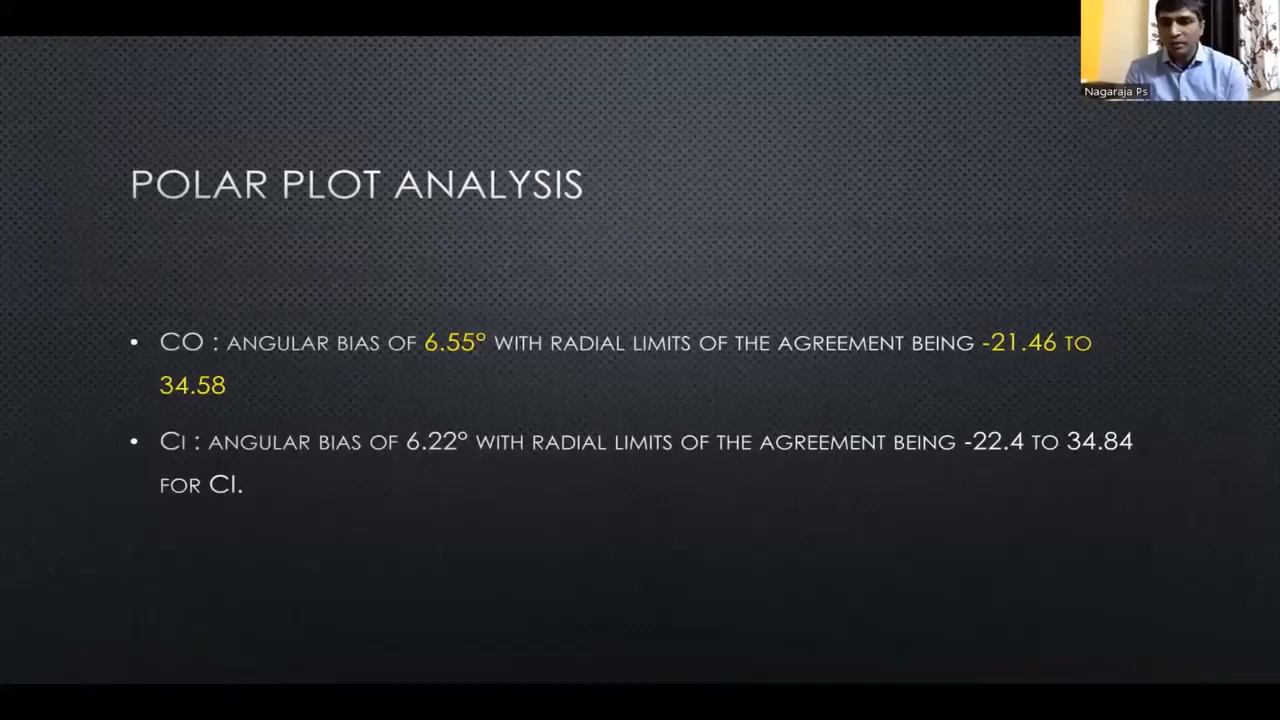 Nagaraja Ps
POLAR PLOT ANALYSIS
• CO : ANGULAR BIAS OF 6.55° WITH RADIAL LIMITS OF THE AGREEMENT BEING -21.46 TO
34.58
• CI : ANGULAR BIAS OF 6.22° WITH RADIAL LIMITS OF THE AGREEMENT BEING -22.4 TO 34.84
FOR CI.